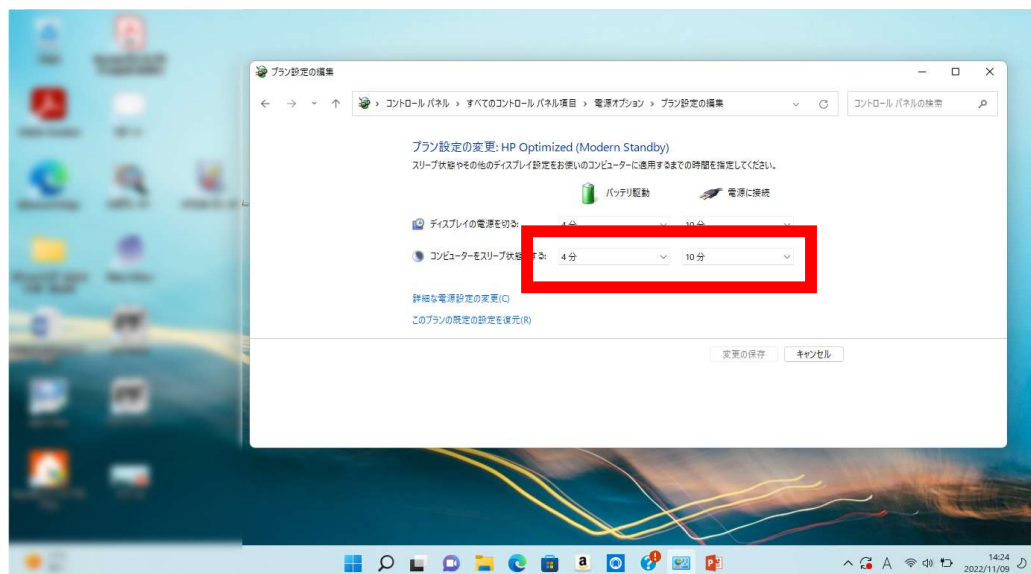 プラン設定の編集
コントロール パネル › すべてのコントロール パネル項目 › 電源オプション › プラン設定の編集
コントロール パネルの検索
プラン設定の変更: HP Optimized (Modern Standby)
スリープ状態やその他のディスプレイ設定をお使いのコンピューターに適用するまでの時間を指定してください。
バッテリ駆動 電源に接続
ディスプレイの電源を切る: 4 分 10 分
コンピューターをスリープ状態 する: 4 分 10 分
詳細な電源設定の変更(C)
このプランの既定の設定を復元(R)
変更の保存 キャンセル
A
14:24
2022/11/09